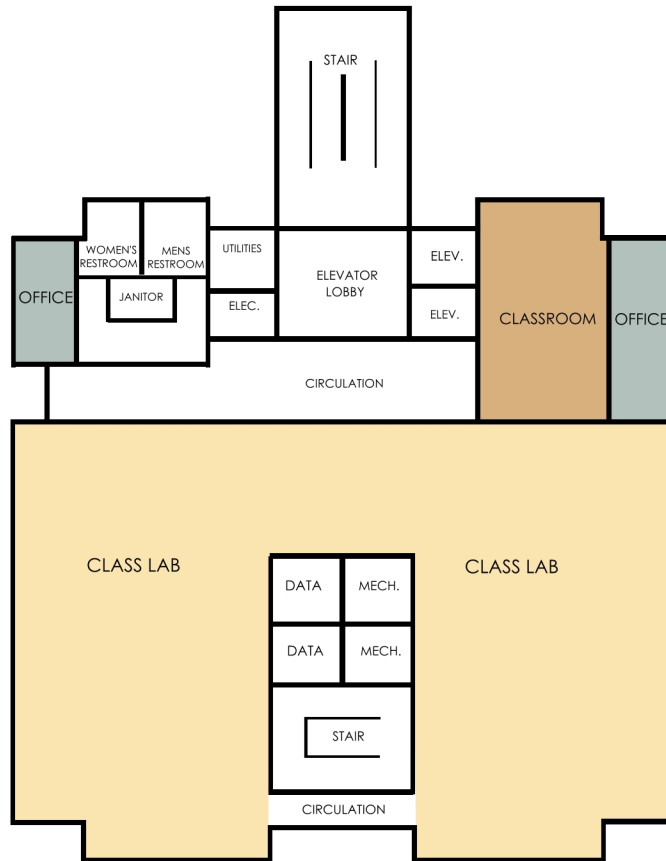 STAIR
WOMEN'S
RESTROOM
MENS
RESTROOM
UTILITIES
ELEVATOR
LOBBY
ELEV.
OFFICE
JANITOR
ELEC.
ELEV.
CLASSROOM
OFFICE
CIRCULATION
CLASS LAB
CLASS LAB
DATA
MECH.
DATA
MECH.
STAIR
CIRCULATION